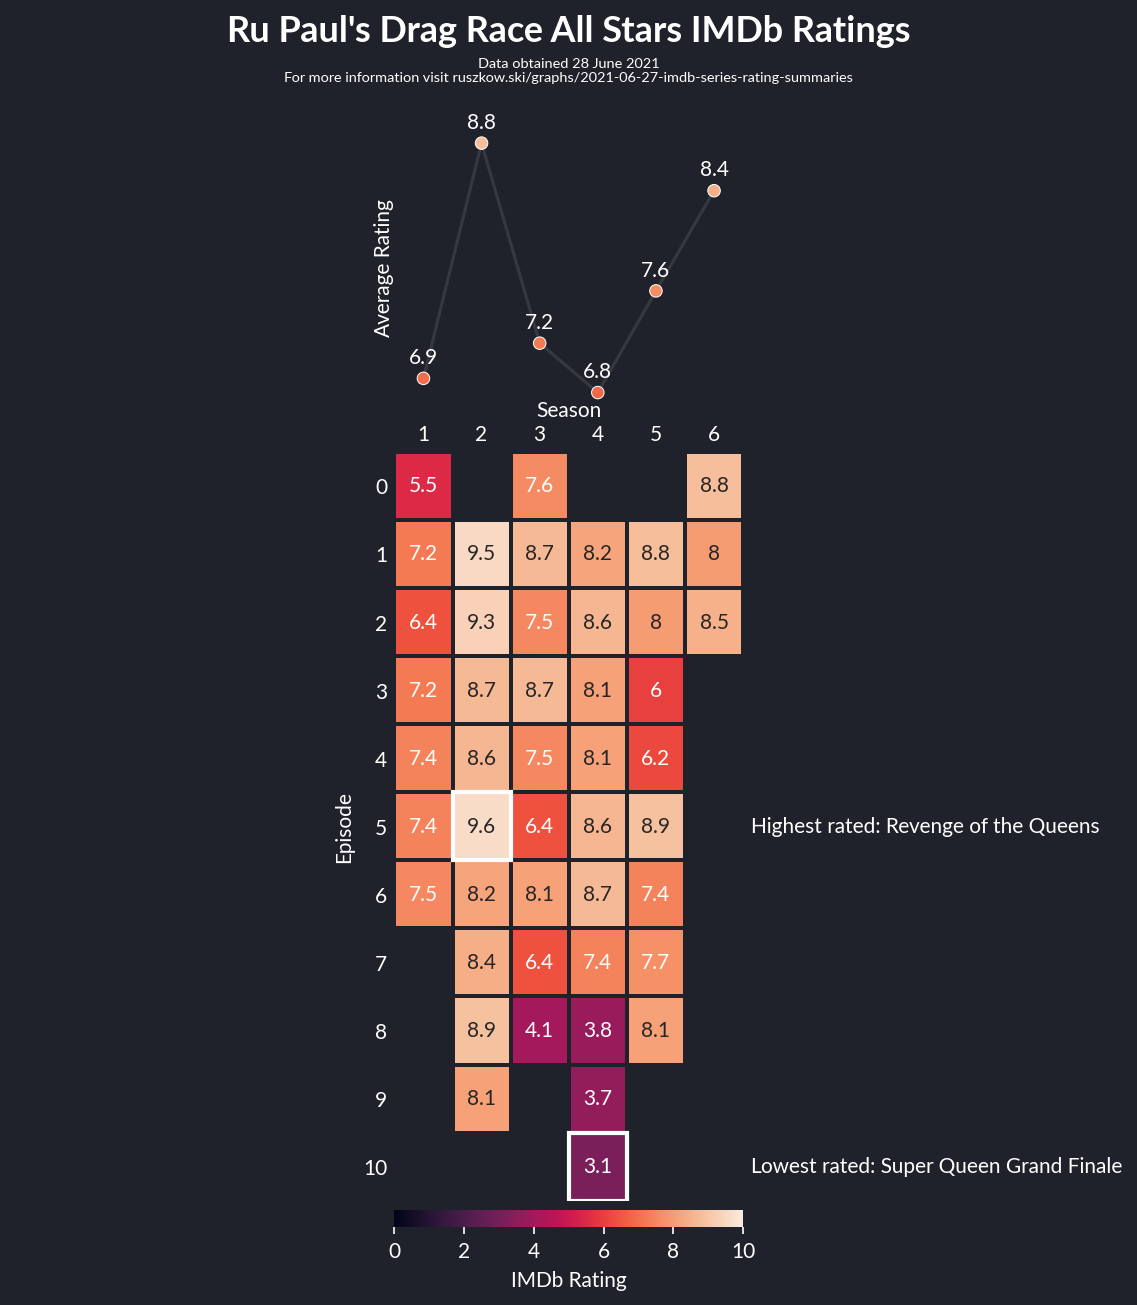 Ru Paul's Drag Race All Stars IMDb Ratings
Data obtained 28 June 2021
For more information visit ruszkow.ski/graphs/2021-06-27-imdb-series-rating-summaries
8.8
8.4
Average Rating
7.6
7.2
6.9
6.8
Season
1 2 3 4 5 6
0 5.5 7.6 8.8
1 7.2 9.5 8.7 8.2 8.8 8
2 6.4 9.3 7.5 8.6 8 8.5
3 7.2 8.7 8.7 8.1 6
4 7.4 8.6 7.5 8.1 6.2
Episode
5 7.4 9.6 6.4 8.6 8.9 Highest rated: Revenge of the Queens
6 7.5 8.2 8.1 8.7 7.4
7 8.4 6.4 7.4 7.7
8 8.9 4.1 3.8 8.1
9 8.1 3.7
10 3.1 Lowest rated: Super Queen Grand Finale
0 2 4 6 8 10
IMDb Rating